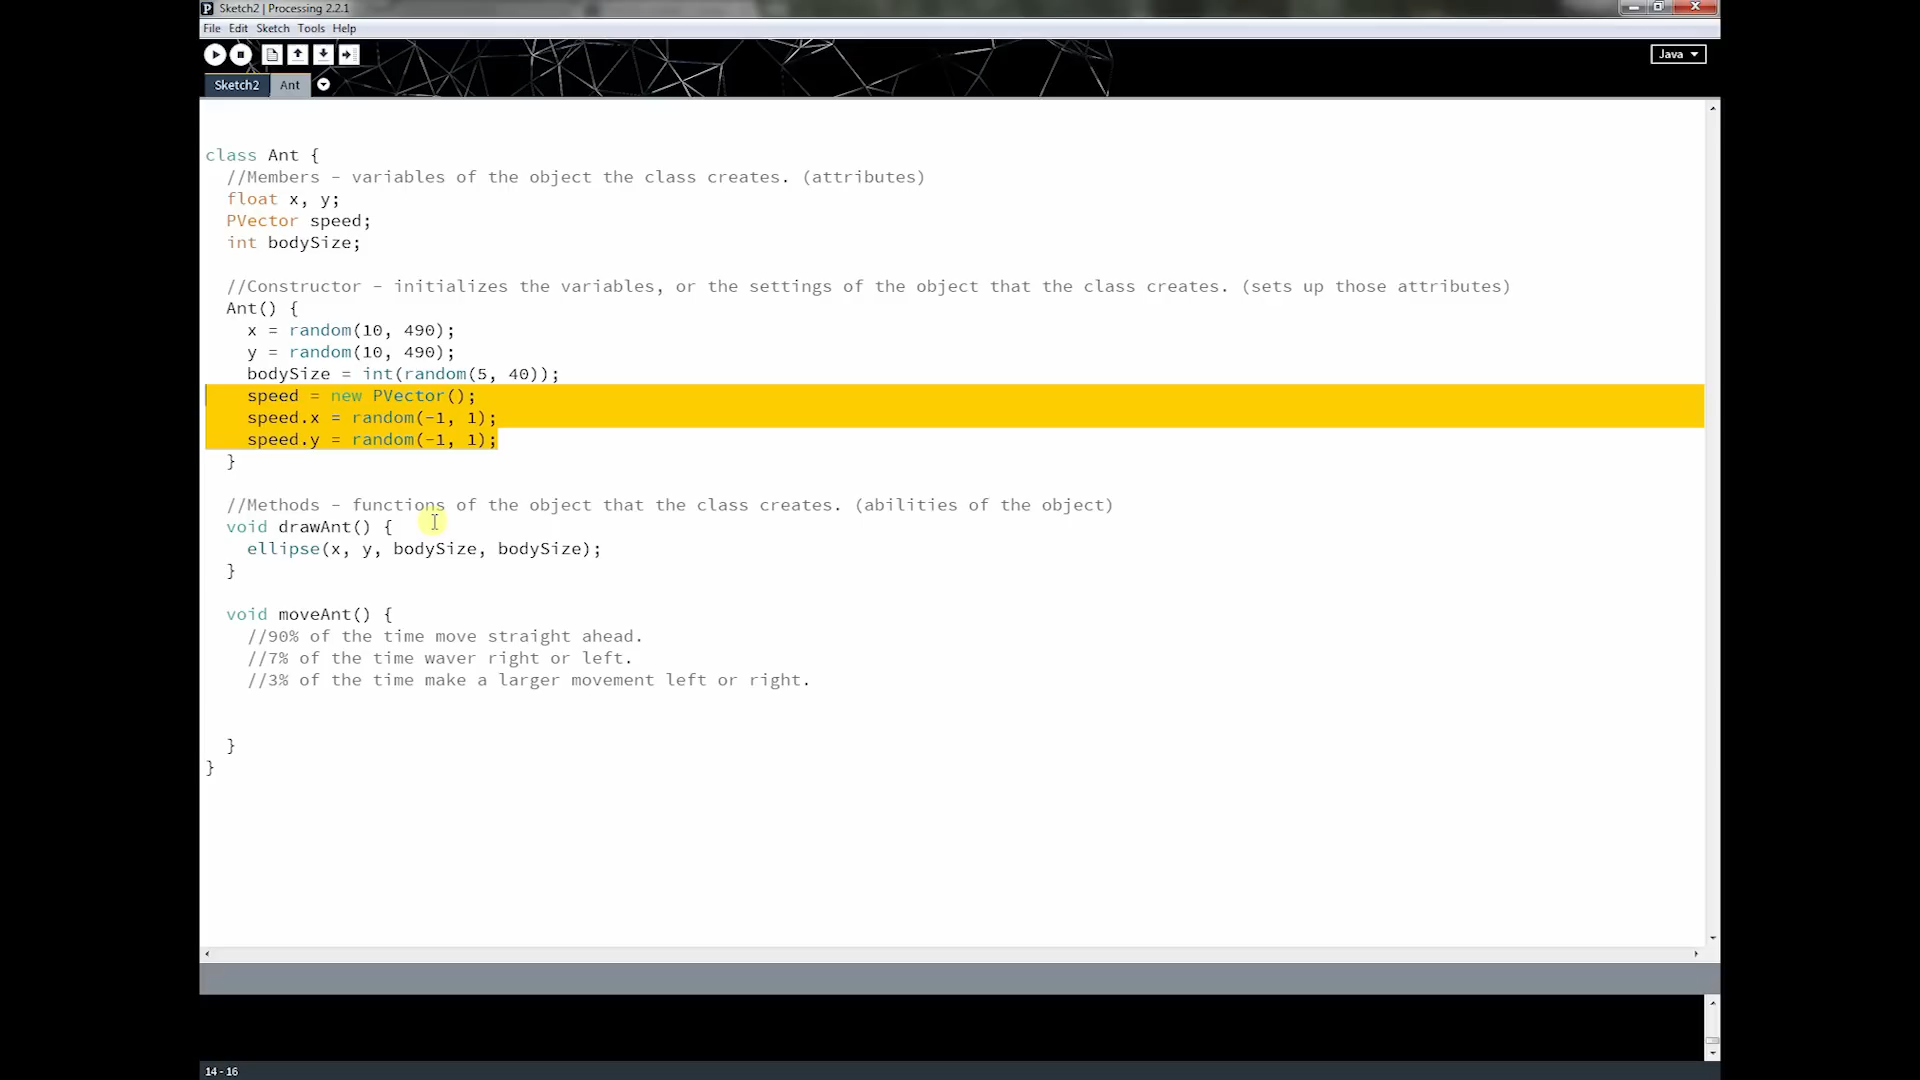 Sketch2 | Processing 2.2.1
File Edit Sketch Tools Help
Java
Sketch2 Ant
class Ant {
//Members - variables of the object the class creates. (attributes)
float x, y;
PVector speed;
int bodySize;
//Constructor - initializes the variables, or the settings of the object that the class creates. (sets up those attributes)
Ant() {
x = random(10, 490);
y = random(10, 490);
bodySize = int(random(5, 40));
speed = new PVector();
speed.x = random(-1, 1);
speed.y = random(-1, 1);
}
//Methods - functions of the object that the class creates. (abilities of the object)
void drawAnt() {
ellipse(x, y, bodySize, bodySize);
}
void moveAnt() {
//90% of the time move straight ahead.
//7% of the time waver right or left.
//3% of the time make a larger movement left or right.
}
}
14 - 16